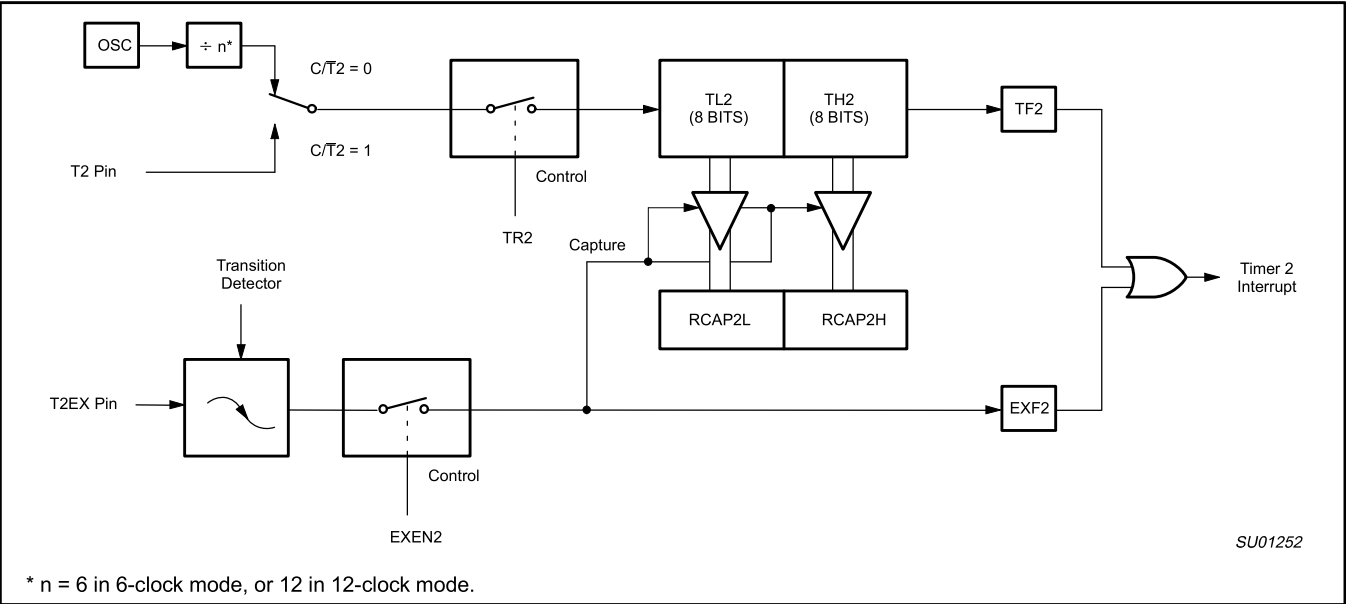 OSC
÷ n*
C/T̅2 = 0
C/T̅2 = 1
T2 Pin
Control
TR2
TL2
(8 BITS)
TH2
(8 BITS)
TF2
Capture
Transition
Detector
RCAP2L
RCAP2H
Timer 2
Interrupt
T2EX Pin
Control
EXEN2
EXF2
SU01252
* n = 6 in 6-clock mode, or 12 in 12-clock mode.